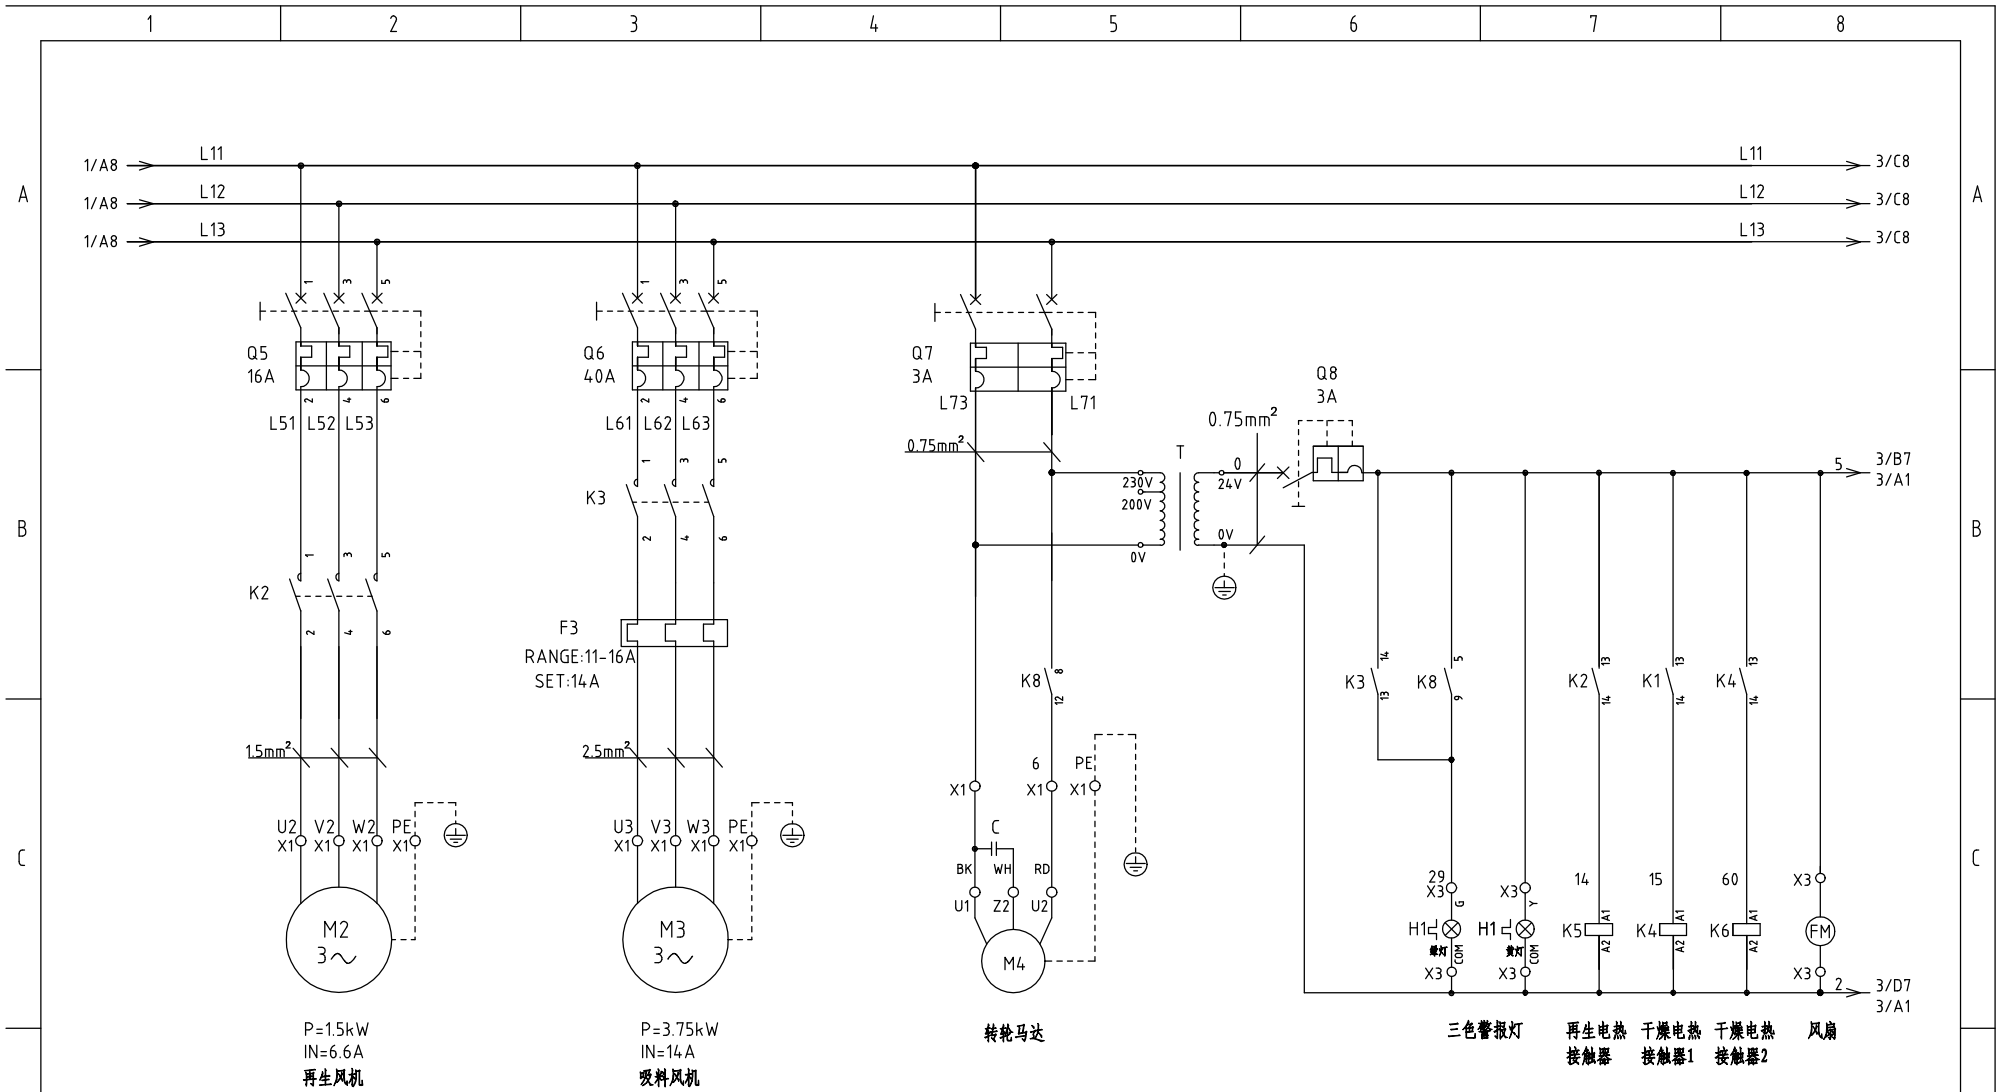 1 2 3 4 5 6 7 8
A A
B B
C C
1/A8 L11 L11 3/C8
1/A8 L12 L12 3/C8
1/A8 L13 L13 3/C8
1 3 5
Q5
16A
2 4 6
L51 L52 L53
1 3 5
K2
2 4 6
1.5mm²
U2 V2 W2 PE
X1 X1 X1 X1
M2
3~
P=1.5kW
IN=6.6A
再生风机
1 3 5
Q6
40A
2 4 6
L61 L62 L63
1 3 5
K3
2 4 6
F3
RANGE:11-16A
SET:14A
2.5mm²
U3 V3 W3 PE
X1 X1 X1 X1
M3
3~
P=3.75kW
IN=14A
吸料风机
Q7
3A
L73 L71
0.75mm²
K8 8
12
6 PE
X1 X1 X1
C
BK WH RD
U1 Z2 U2
M4
转轮马达
T
230V
200V
0V
0
24V
0V
0.75mm²
Q8
3A
5 3/B7
3/A1
K3 14
13
K8 5
9
K2 13
14
K1 13
14
K4 13
14
29
X3 G
H1
绿灯 COM
X3
X3 Y
H1
黄灯 COM
X3
三色警报灯
14
K5 A1
A2
再生电热
接触器
15
K4 A1
A2
干燥电热
接触器1
60
K6 A1
A2
干燥电热
接触器2
X3
FM
X3
风扇
2 3/D7
3/A1